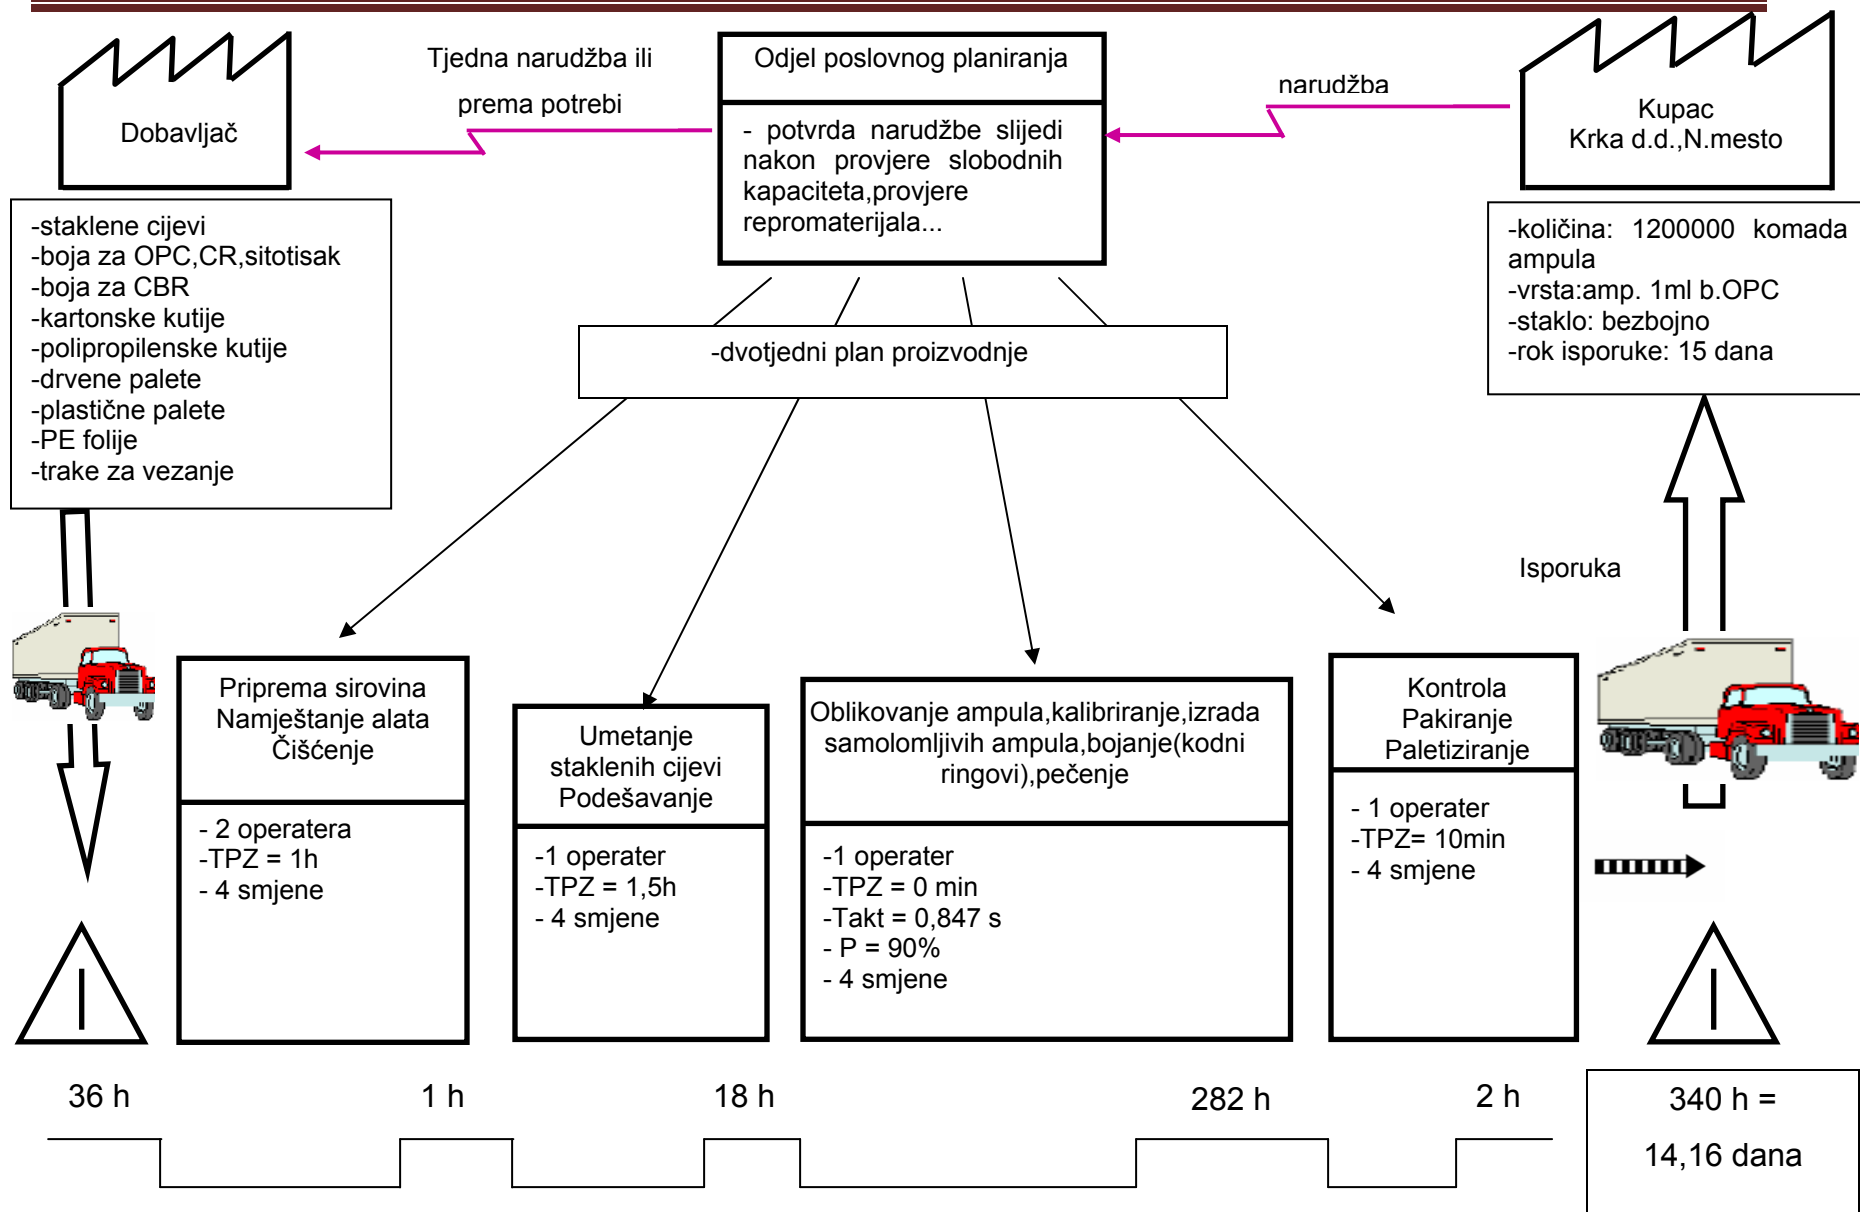 Dobavljač
Tjedna narudžba ili
prema potrebi
Odjel poslovnog planiranja
- potvrda narudžbe slijedi
nakon provjere slobodnih
kapaciteta,provjere
repromaterijala...
narudžba
Kupac
Krka d.d.,N.mesto
-staklene cijevi
-boja za OPC,CR,sitotisak
-boja za CBR
-kartonske kutije
-polipropilenske kutije
-drvene palete
-plastične palete
-PE folije
-trake za vezanje
-dvotjedni plan proizvodnje
-količina: 1200000 komada
ampula
-vrsta:amp. 1ml b.OPC
-staklo: bezbojno
-rok isporuke: 15 dana
Isporuka
Priprema sirovina
Namještanje alata
Čišćenje
- 2 operatera
-TPZ = 1h
- 4 smjene
Umetanje
staklenih cijevi
Podešavanje
-1 operater
-TPZ = 1,5h
- 4 smjene
Oblikovanje ampula,kalibriranje,izrada
samolomljivih ampula,bojanje(kodni
ringovi),pečenje
-1 operater
-TPZ = 0 min
-Takt = 0,847 s
- P = 90%
- 4 smjene
Kontrola
Pakiranje
Paletiziranje
- 1 operater
-TPZ= 10min
- 4 smjene
36 h
1 h
18 h
282 h
2 h
340 h =
14,16 dana